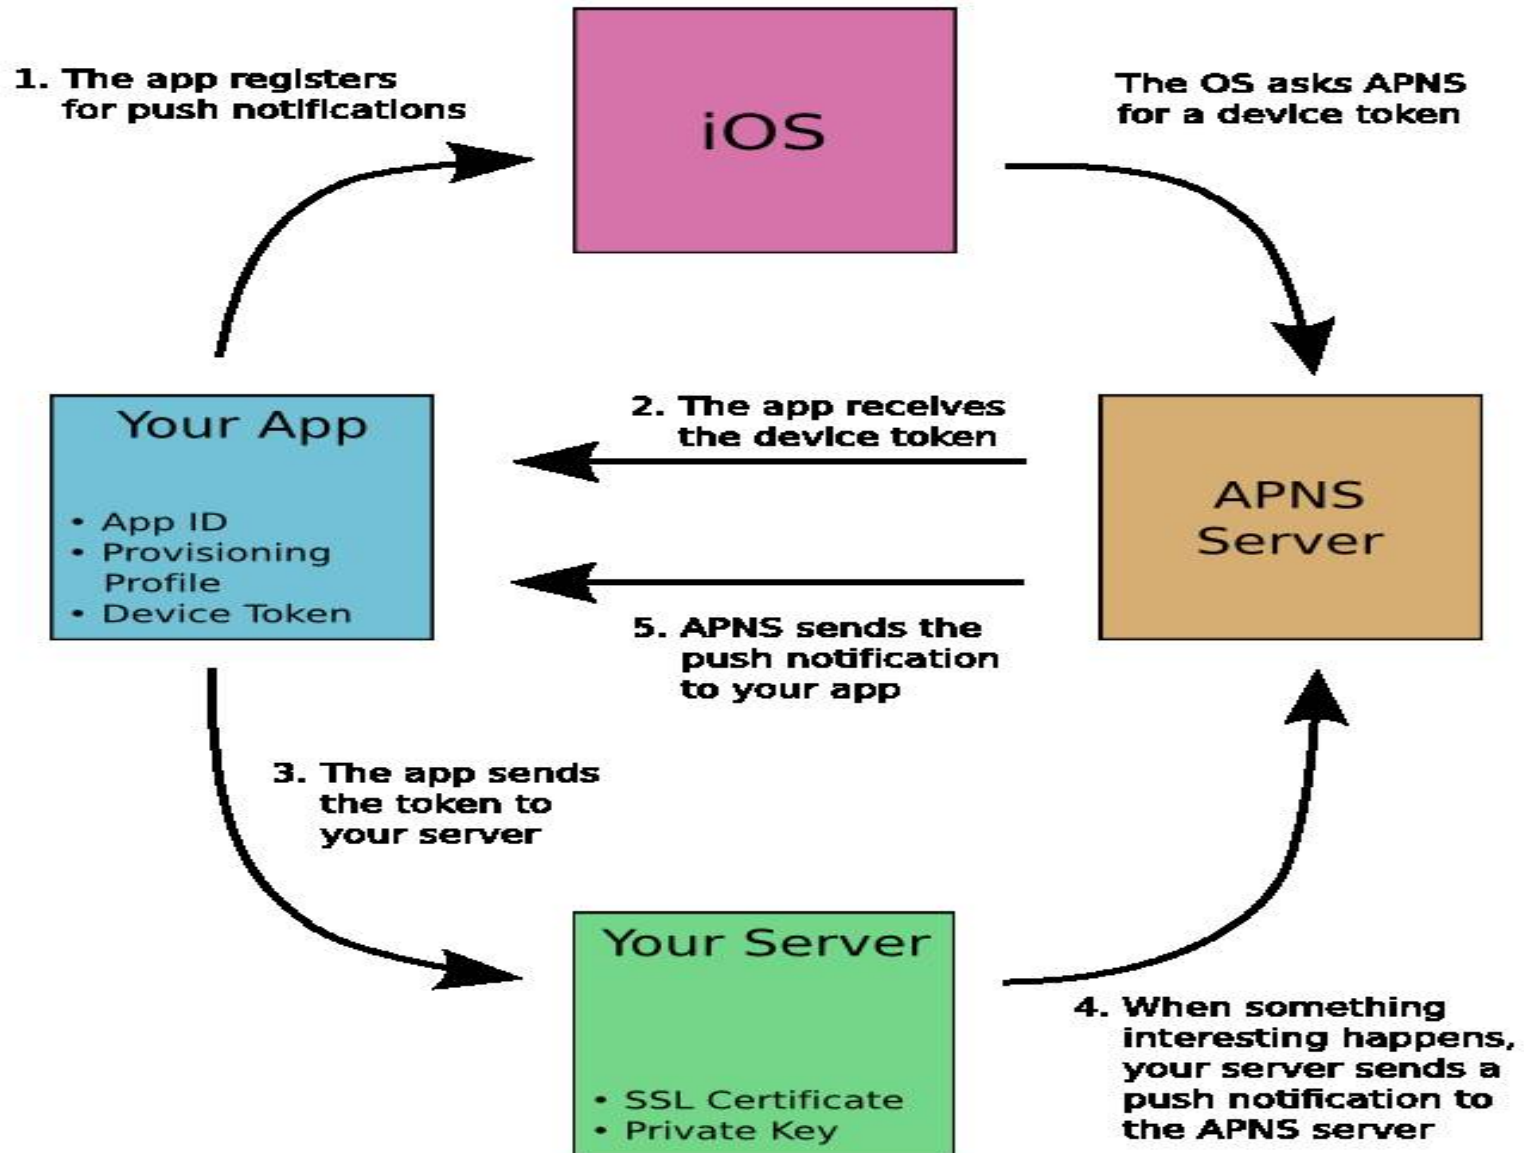 iOS
1. The app registers
for push notifications
The OS asks APNS
for a device token
Your App
• App ID
• Provisioning
Profile
• Device Token
2. The app receives
the device token
APNS
Server
5. APNS sends the
push notification
to your app
3. The app sends
the token to
your server
Your Server
• SSL Certificate
• Private Key
4. When something
interesting happens,
your server sends a
push notification to
the APNS server